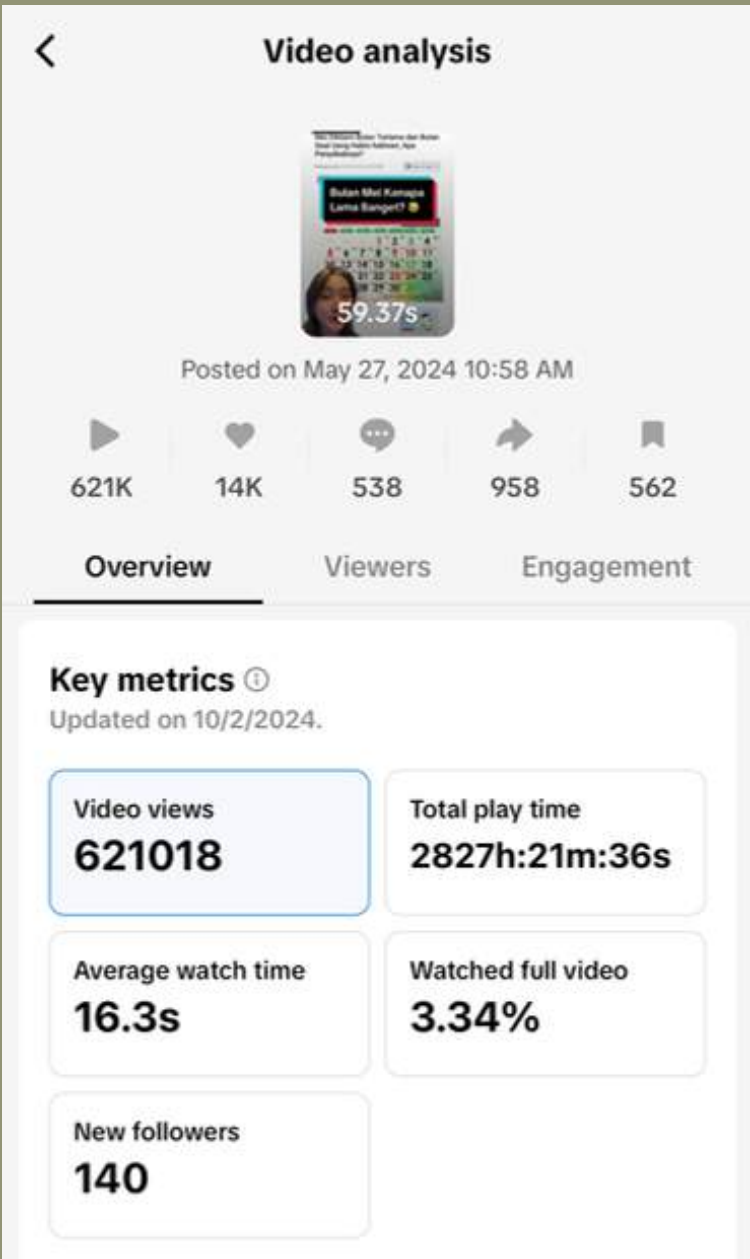 Video analysis
Bulan Mei Kenapa
Lama Banget? 😂
59.37s
Posted on May 27, 2024 10:58 AM
621K 14K 538 958 562
Overview Viewers Engagement
Key metrics
Updated on 10/2/2024.
Video views
621018
Total play time
2827h:21m:36s
Average watch time
16.3s
Watched full video
3.34%
New followers
140